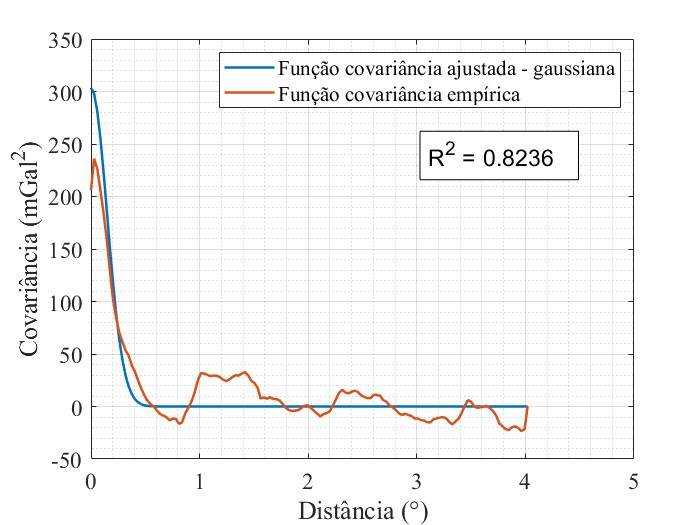 Função covariância ajustada - gaussiana
Função covariância empírica
R² = 0.8236
350
300
250
200
150
100
50
0
-50
Covariância (mGal²)
0 1 2 3 4 5
Distância (°)